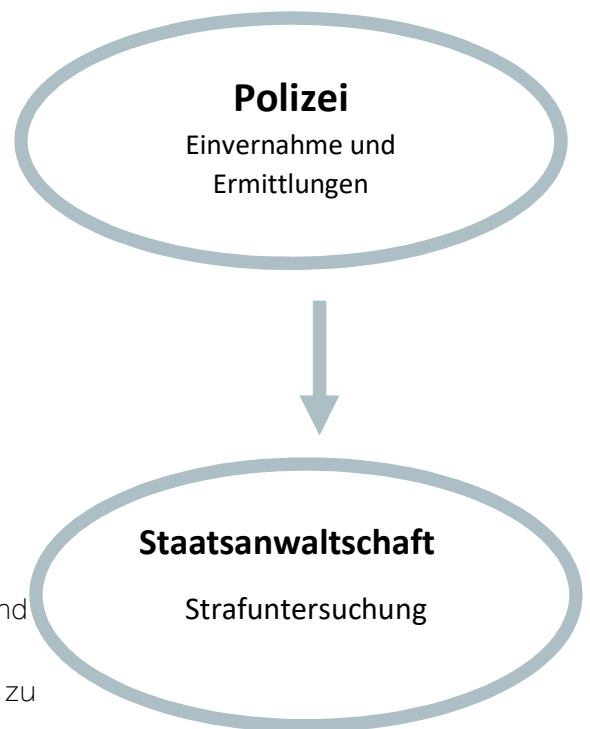 Polizei
Einvernahme und
Ermittlungen
Staatsanwaltschaft
nd
Strafuntersuchung
zu